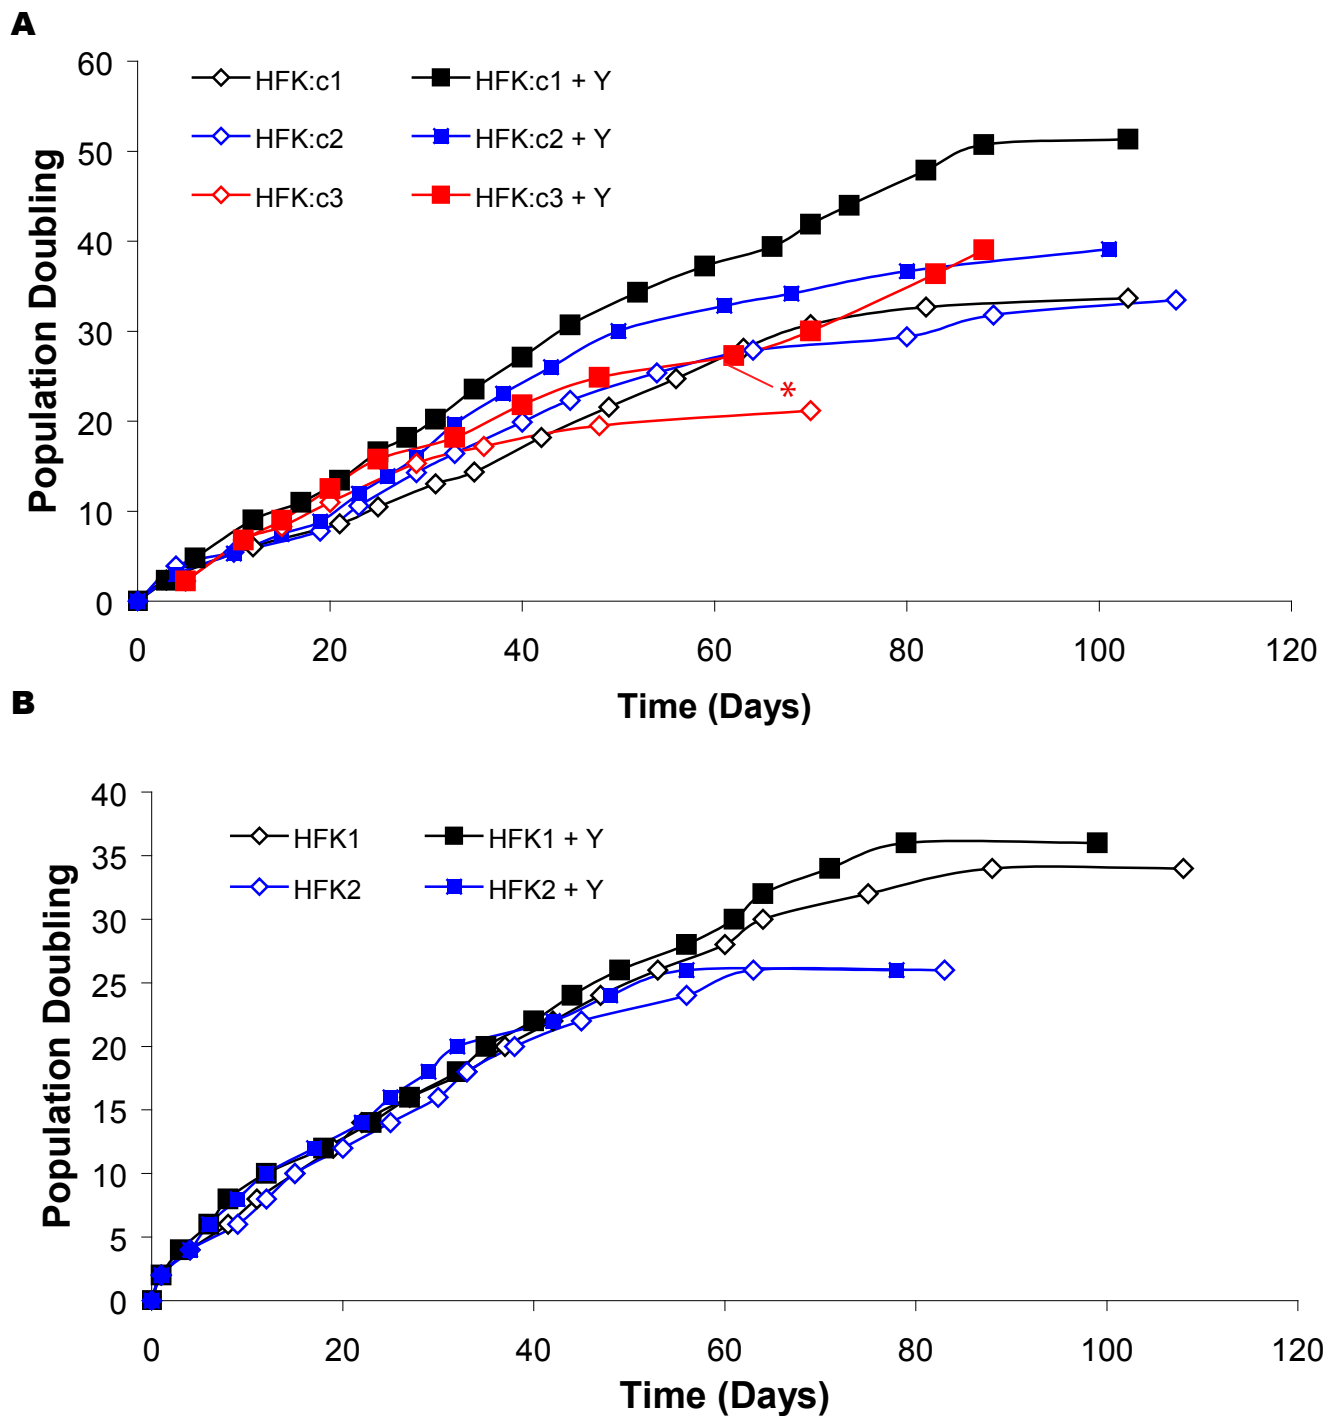 A
60
50
40
30
20
10
0
Population Doubling
HFK:c1
HFK:c1 + Y
HFK:c2
HFK:c2 + Y
HFK:c3
HFK:c3 + Y
*
0 20 40 60 80 100 120
Time (Days)
B
40
35
30
25
20
15
10
5
0
Population Doubling
HFK1
HFK1 + Y
HFK2
HFK2 + Y
0 20 40 60 80 100 120
Time (Days)